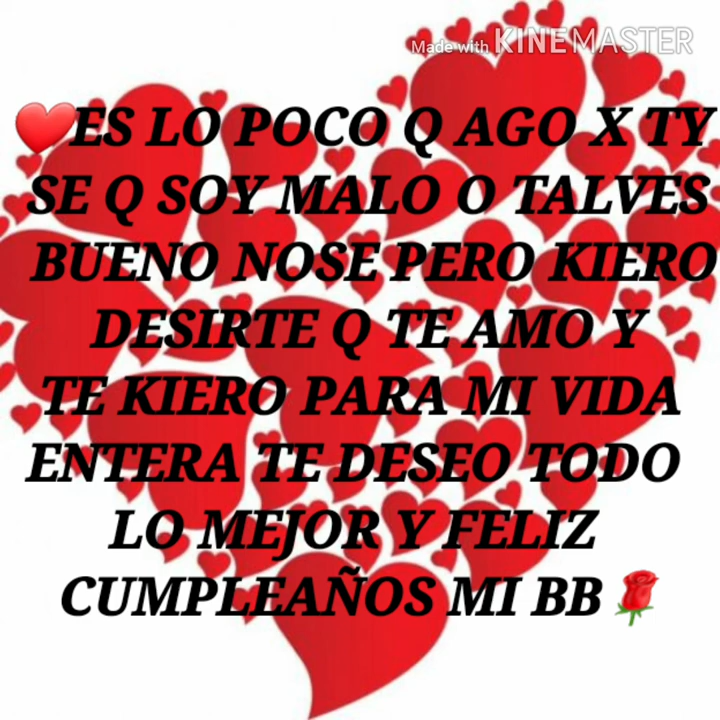 Made with KINEMASTER
❤️ES LO POCO Q AGO X TY
SE Q SOY MALO O TALVES
BUENO NOSE PERO KIERO
DESIRTE Q TE AMO Y
TE KIERO PARA MI VIDA
ENTERA TE DESEO TODO
LO MEJOR Y FELIZ
CUMPLEAÑOS MI BB🌹